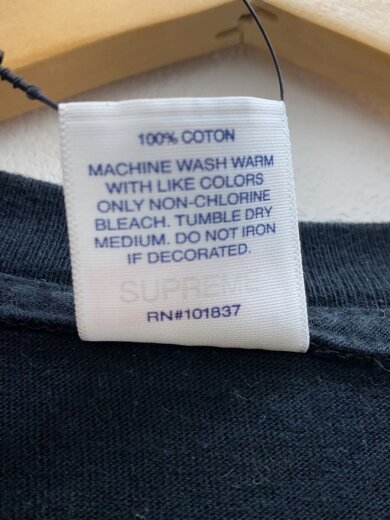 100% COTON
MACHINE WASH WARM
WITH LIKE COLORS
ONLY NON-CHLORINE
BLEACH. TUMBLE DRY
MEDIUM. DO NOT IRON
IF DECORATED.
SUPREME
RN#101837